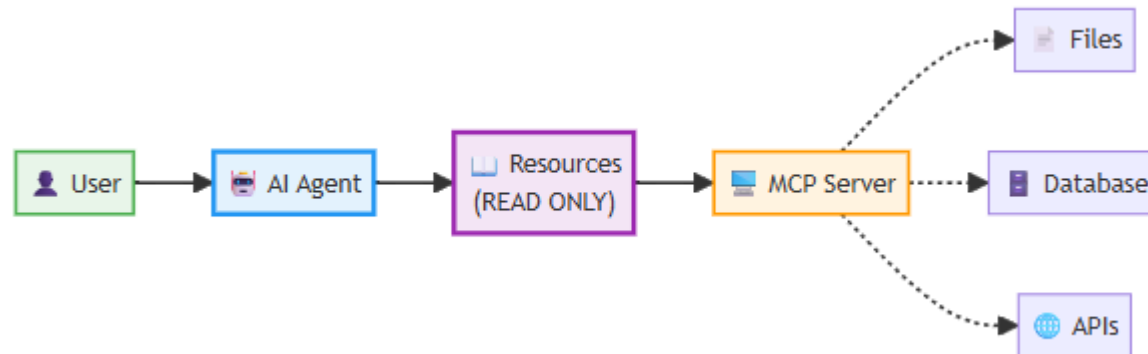 User
AI Agent
Resources
(READ ONLY)
MCP Server
Files
Database
APIs